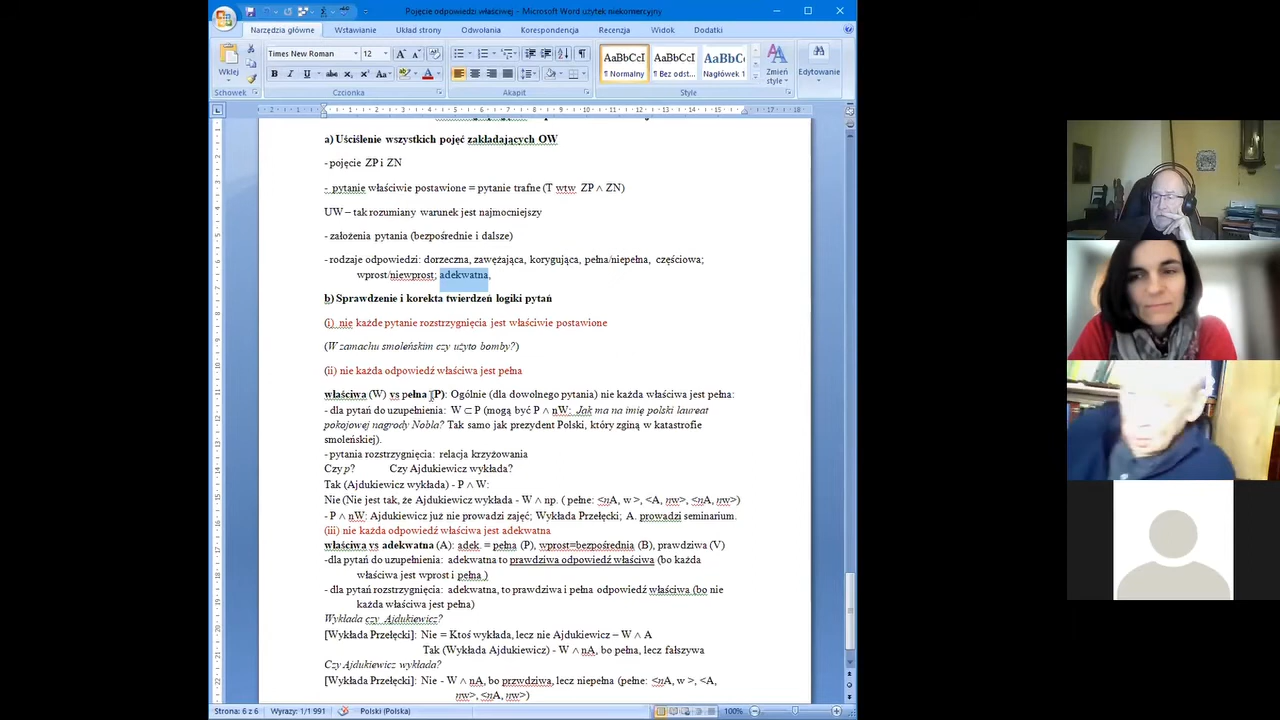 Pojęcie odpowiedzi właściwej - Microsoft Word użytek niekomercyjny
Narzędzia główne Wstawianie Układ strony Odwołania Korespondencja Recenzja Widok Dodatki
Times New Roman 12
Wklej
AaBbCcI AaBbCcI AaBbC
¶ Normalny ¶ Bez odst... Nagłówek 1
Zmień style Edytowanie
Schowek Czcionka Akapit Style
a) Uściślenie wszystkich pojęć zakładających OW
- pojęcie ZP i ZN
- pytanie właściwie postawione = pytanie trafne (T wtw ZP ∧ ZN)
UW – tak rozumiany warunek jest najmocniejszy
- założenia pytania (bezpośrednie i dalsze)
- rodzaje odpowiedzi: dorzeczna, zawężająca, korygująca, pełna/niepełna, częściowa;
wprost/niewprost; adekwatna,
b) Sprawdzenie i korekta twierdzeń logiki pytań
(i) nie każde pytanie rozstrzygnięcia jest właściwie postawione
(W zamachu smoleńskim czy użyto bomby?)
(ii) nie każda odpowiedź właściwa jest pełna
właściwa (W) vs pełna (P): Ogólnie (dla dowolnego pytania) nie każda właściwa jest pełna:
- dla pytań do uzupełnienia: W ⊂ P (mogą być P ∧ nW: Jak ma na imię polski laureat
pokojowej nagrody Nobla? Tak samo jak prezydent Polski, który zginą w katastrofie
smoleńskiej).
- pytania rozstrzygnięcia: relacja krzyżowania
Czy p? Czy Ajdukiewicz wykłada?
Tak (Ajdukiewicz wykłada) - P ∧ W:
Nie (Nie jest tak, że Ajdukiewicz wykłada - W ∧ np. ( pełne: <nA, w >, <A, nw>, <nA, nw>)
- P ∧ nW: Ajdukiewicz już nie prowadzi zajęć; Wykłada Przełęcki; A. prowadzi seminarium.
(iii) nie każda odpowiedź właściwa jest adekwatna
właściwa vs adekwatna (A): adek. = pełna (P), wprost=bezpośrednia (B), prawdziwa (V)
-dla pytań do uzupełnienia: adekwatna to prawdziwa odpowiedź właściwa (bo każda
właściwa jest wprost i pełna )
- dla pytań rozstrzygnięcia: adekwatna, to prawdziwa i pełna odpowiedź właściwa (bo nie
każda właściwa jest pełna)
Wykłada czy Ajdukiewicz?
[Wykłada Przełęcki]: Nie = Ktoś wykłada, lecz nie Ajdukiewicz – W ∧ A
Tak (Wykłada Ajdukiewicz) - W ∧ nA, bo pełna, lecz fałszywa
Czy Ajdukiewicz wykłada?
[Wykłada Przełęcki]: Nie - W ∧ nA, bo przwdziwa, lecz niepełna (pełne: <nA, w >, <A,
nw>, <nA, nw>)
Strona: 6 z 6 Wyrazy: 1/1 991 Polski (Polska) 100%